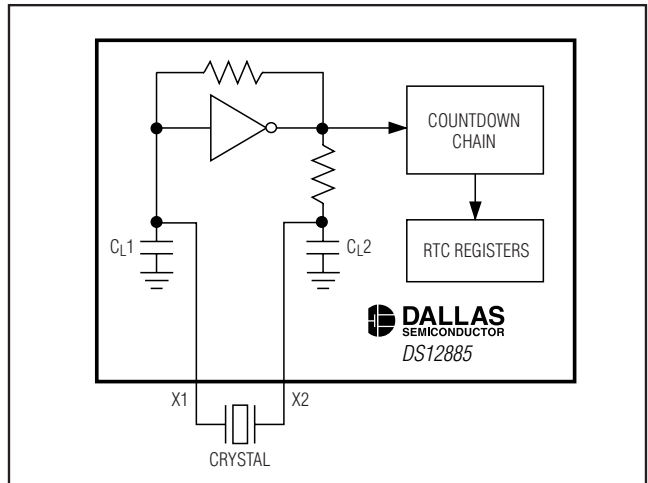 COUNTDOWN
CHAIN
CL1
CL2
RTC REGISTERS
DALLAS
SEMICONDUCTOR
DS12885
X1
X2
CRYSTAL